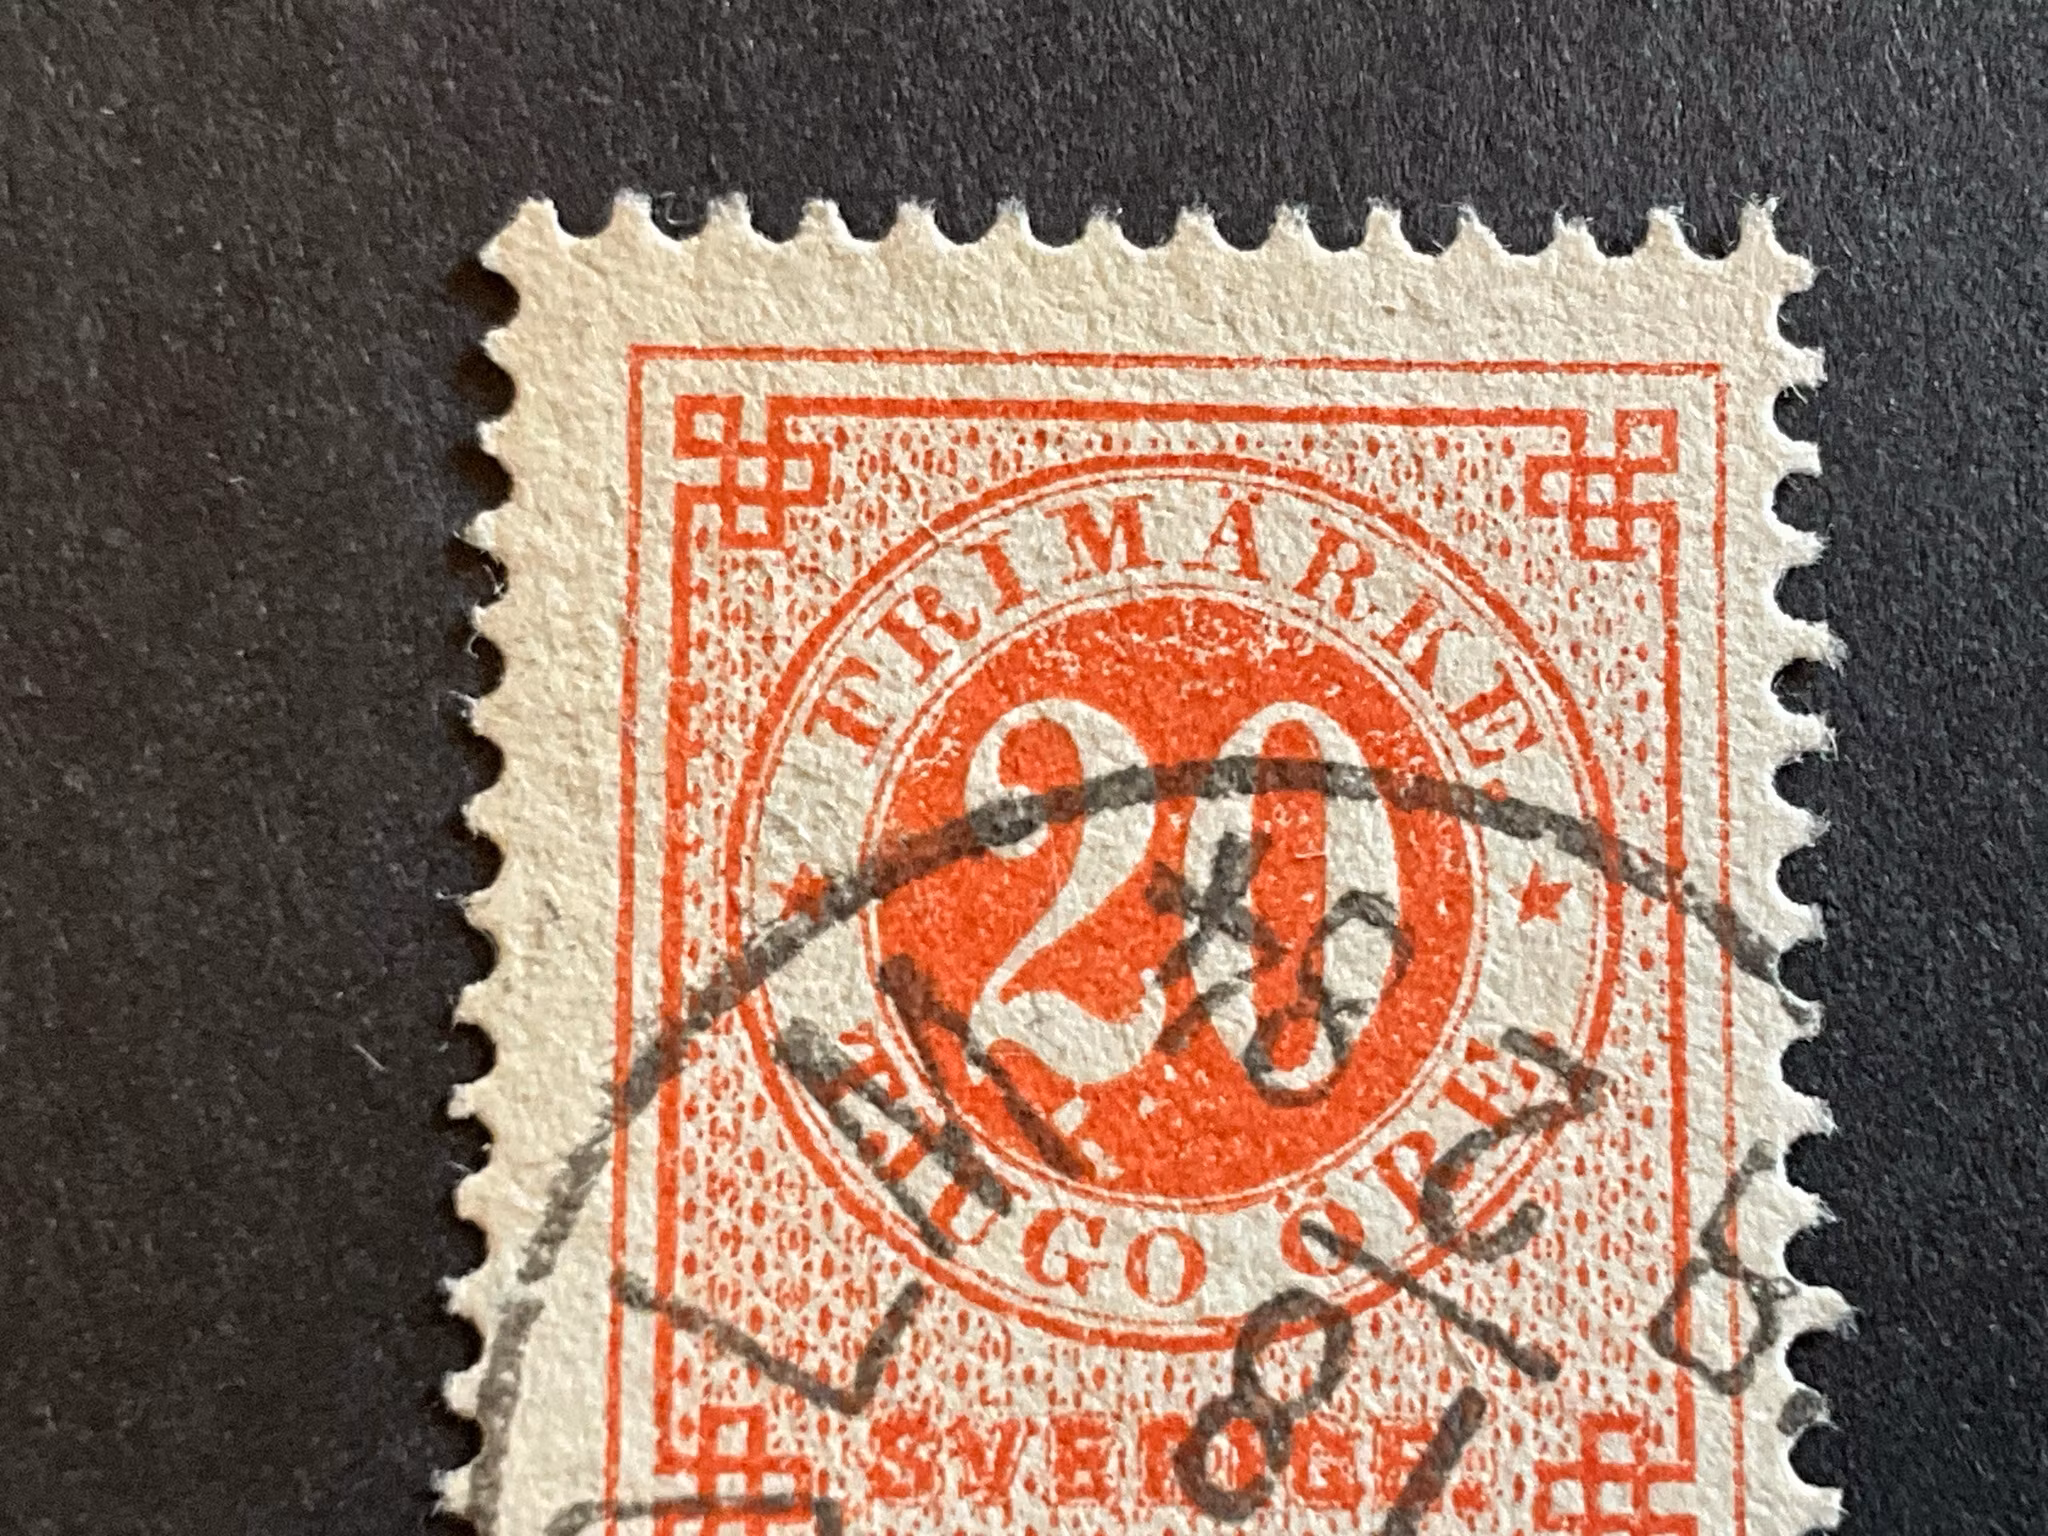 FRIMÄRKE.
20
TJUGO ÖRE.
SVERIGE.